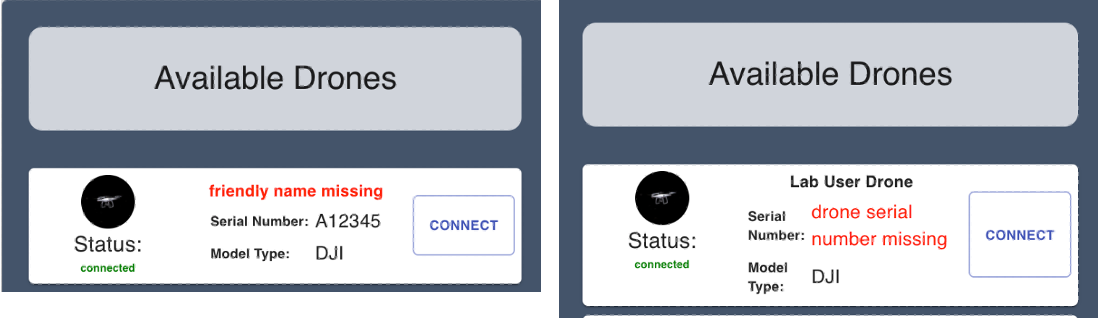 Available Drones
friendly name missing
Serial Number: A12345
Model Type: DJI
Status:
connected
CONNECT
Available Drones
Lab User Drone
Serial Number: drone serial number missing
Model Type: DJI
Status:
connected
CONNECT